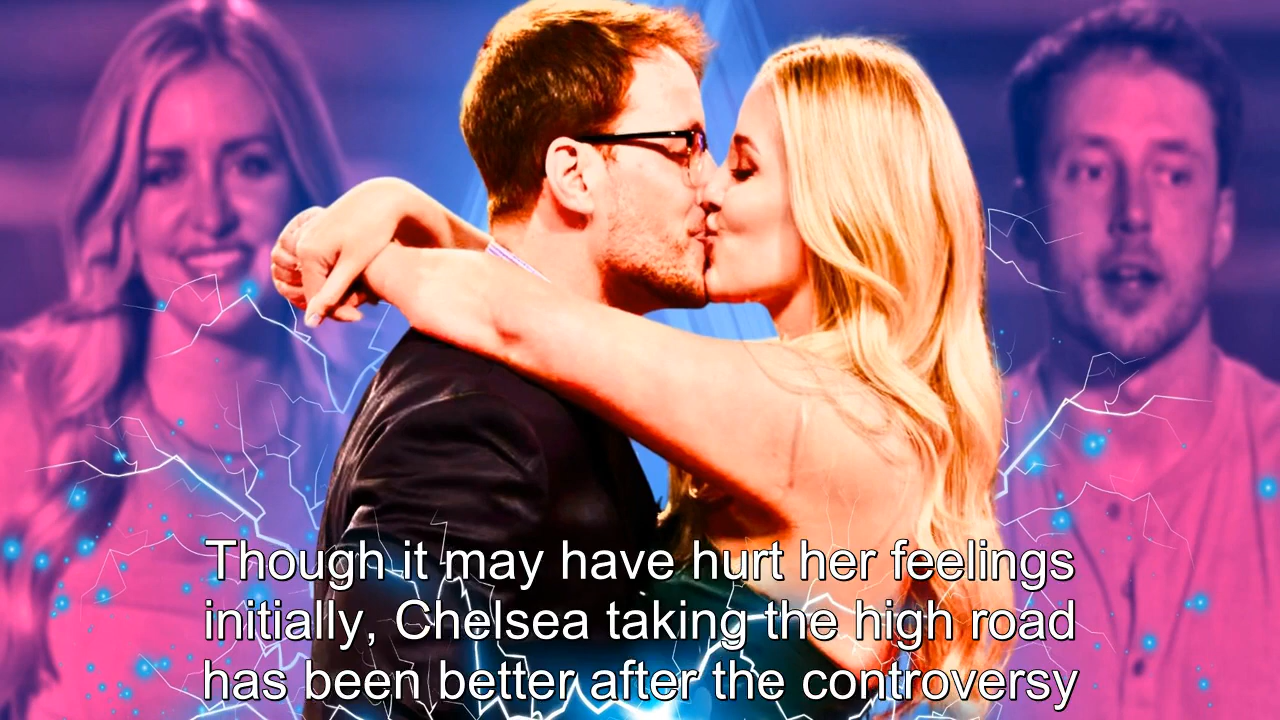 Though it may have hurt her feelings
initially, Chelsea taking the high road
has been better after the controversy